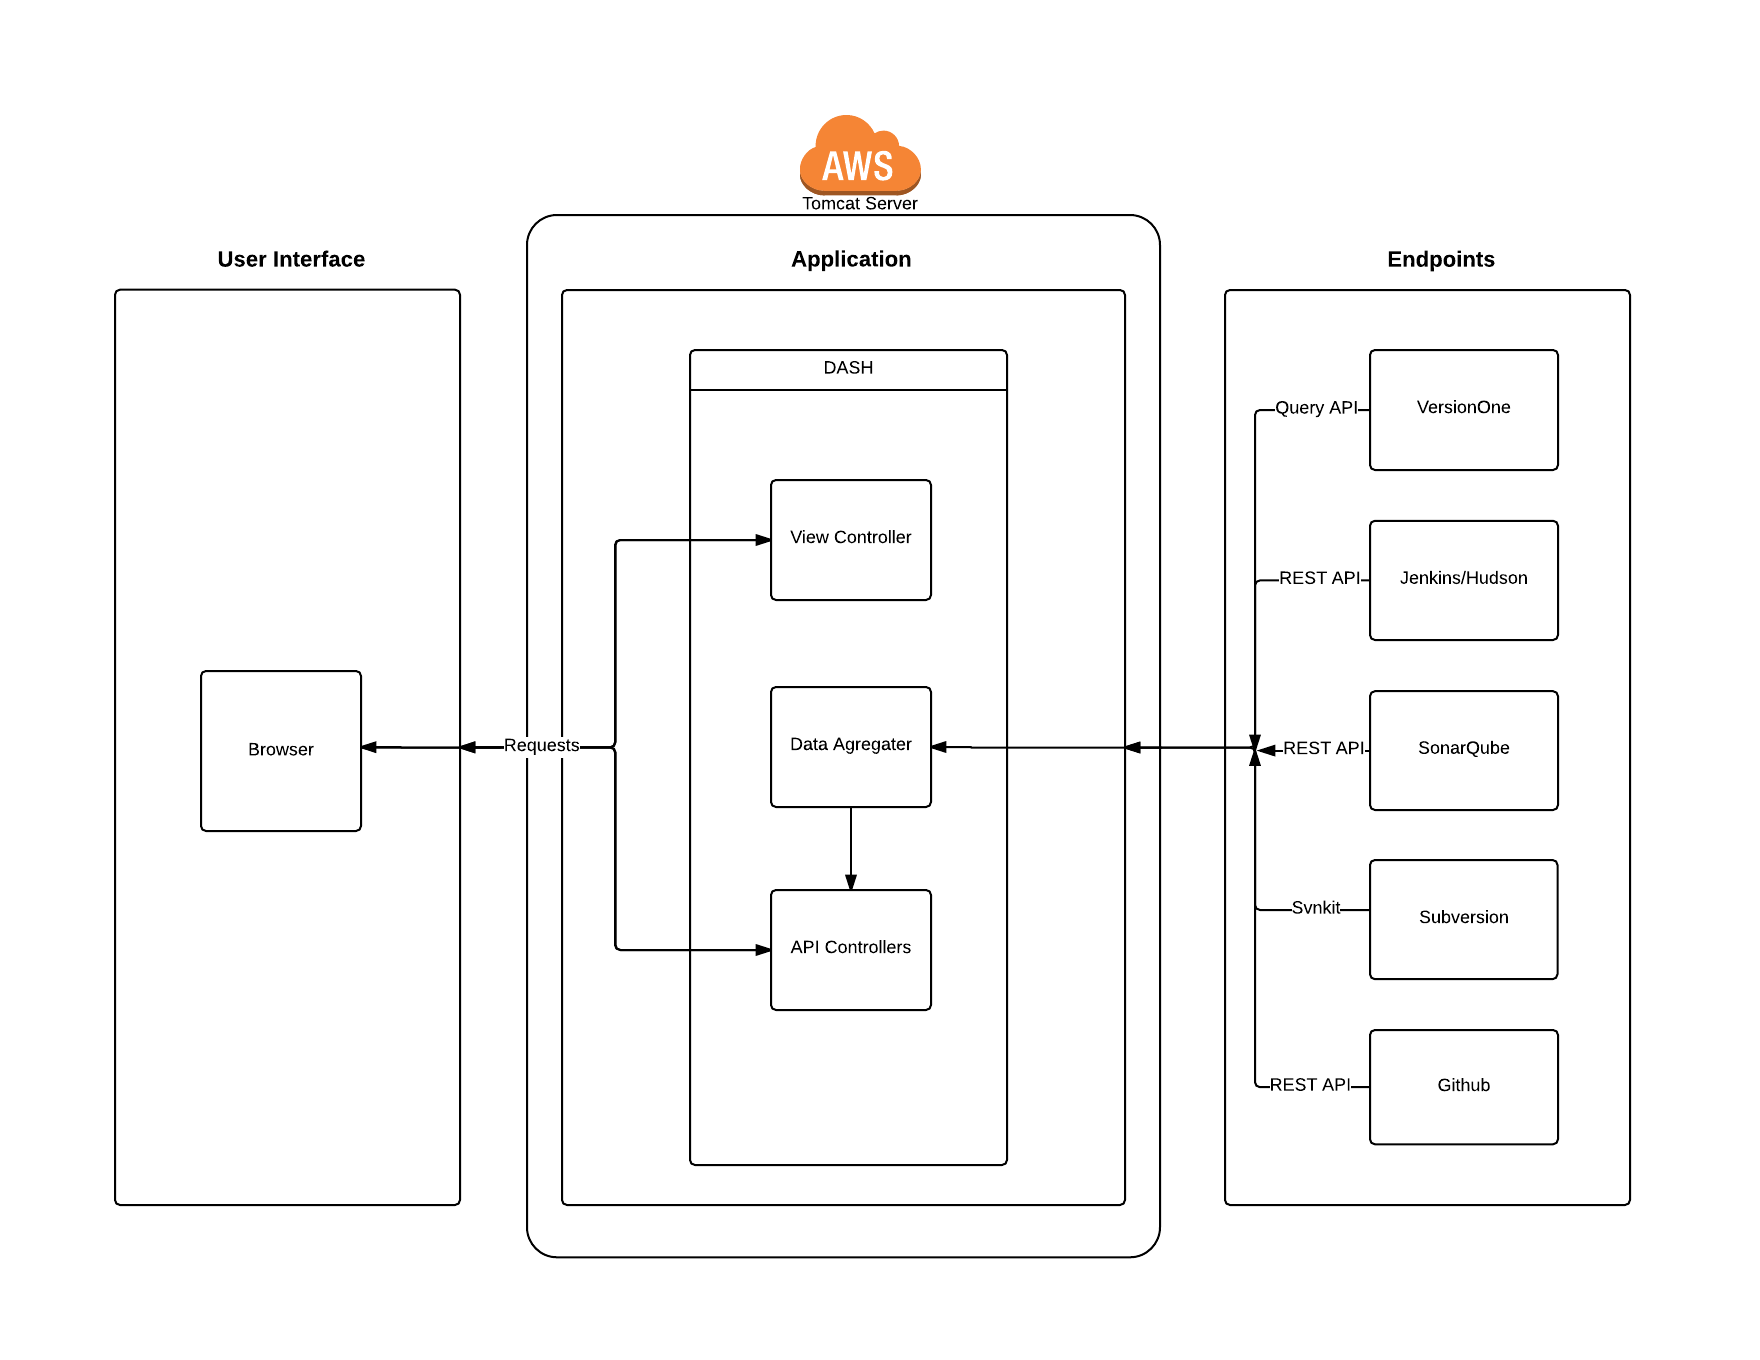 AWS
Tomcat Server
User Interface
Application
Endpoints
DASH
VersionOne
Query API
View Controller
Jenkins/Hudson
REST API
Browser
Requests
Data Agregater
REST API
SonarQube
API Controllers
Svnkit
Subversion
REST API
Github